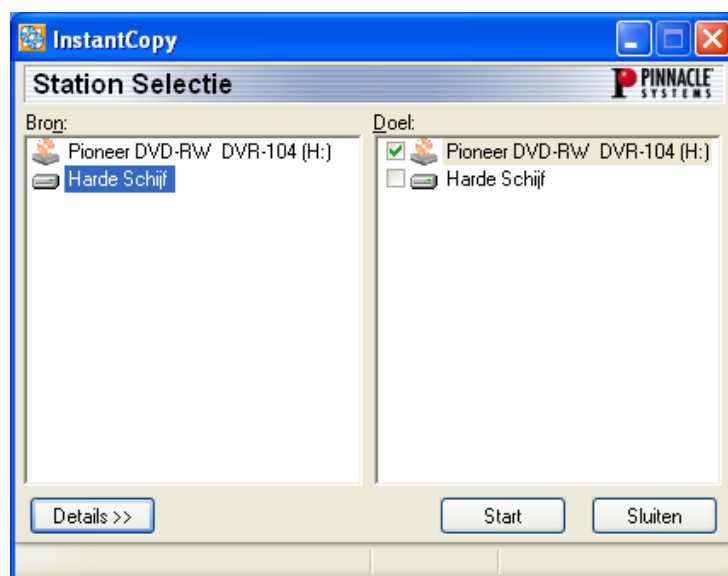 InstantCopy
Station Selectie
PINNACLE
SYSTEMS
Bron:
Pioneer DVD-RW DVR-104 (H:)
Harde Schijf
Doel:
Pioneer DVD-RW DVR-104 (H:)
Harde Schijf
Details >>
Start
Sluiten